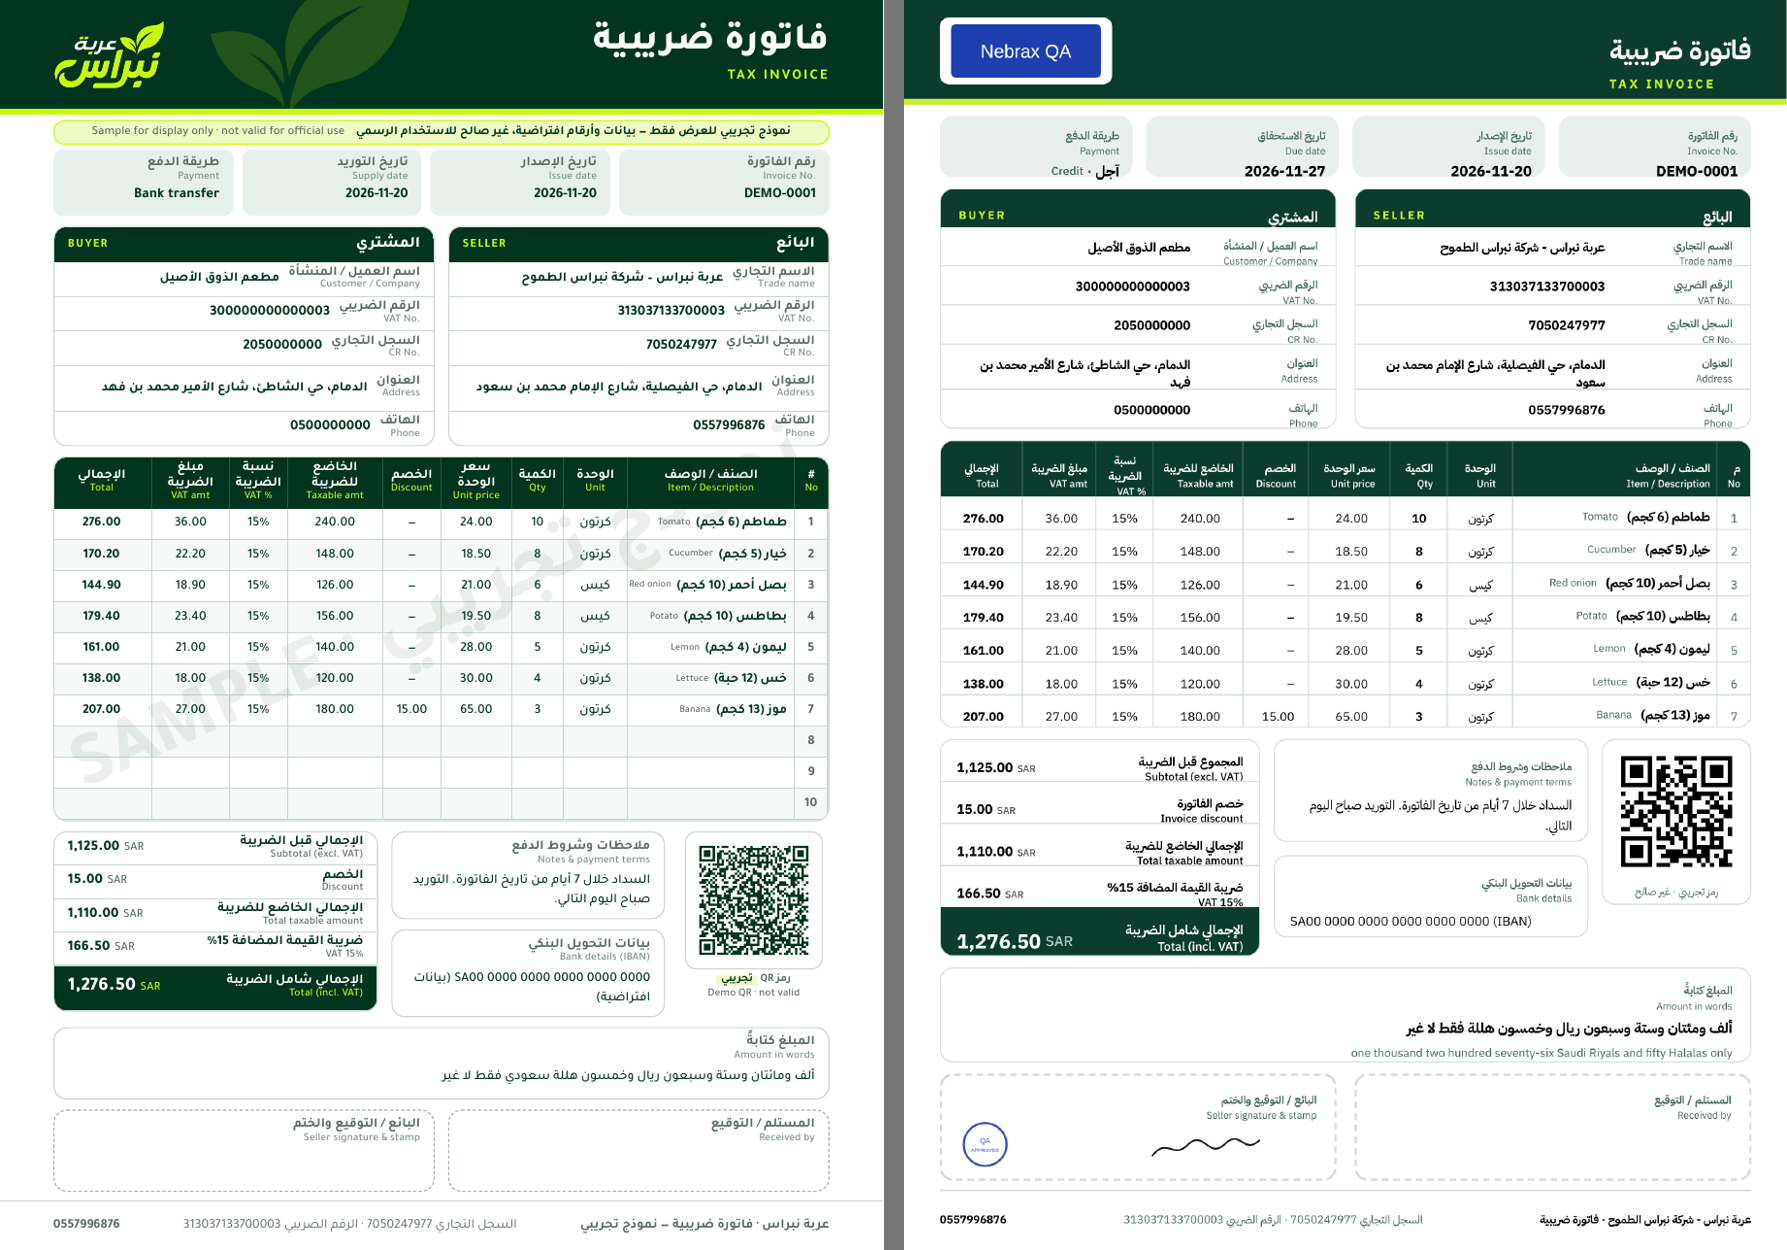 عربة
نبراس
فاتورة ضريبية
TAX INVOICE
نموذج تجريبي للعرض فقط – بيانات وأرقام افتراضية، غير صالح للاستخدام الرسمي Sample for display only · not valid for official use
رقم الفاتورة
Invoice No.
DEMO-0001
تاريخ الإصدار
Issue date
2026-11-20
تاريخ التوريد
Supply date
2026-11-20
طريقة الدفع
Payment
Bank transfer
البائع SELLER
الاسم التجاري عربة نبراس - شركة نبراس الطموح
Trade name
الرقم الضريبي 313037133700003
VAT No.
السجل التجاري 7050247977
CR No.
العنوان الدمام، حي الفيصلية، شارع الإمام محمد بن سعود
Address
الهاتف 0557996876
Phone
المشتري BUYER
اسم العميل / المنشأة مطعم الذوق الأصيل
Customer / Company
الرقم الضريبي 300000000000003
VAT No.
السجل التجاري 2050000000
CR No.
العنوان الدمام، حي الشاطئ، شارع الأمير محمد بن فهد
Address
الهاتف 0500000000
Phone
# الصنف / الوصف الوحدة الكمية سعر الوحدة الخصم الخاضع للضريبة نسبة الضريبة مبلغ الضريبة الإجمالي
No Item / Description Unit Qty Unit price Discount Taxable amt VAT % VAT amt Total
1 طماطم (6 كجم) Tomato كرتون 10 24.00 – 240.00 15% 36.00 276.00
2 خيار (5 كجم) Cucumber كرتون 8 18.50 – 148.00 15% 22.20 170.20
3 بصل أحمر (10 كجم) Red onion كيس 6 21.00 – 126.00 15% 18.90 144.90
4 بطاطس (10 كجم) Potato كيس 8 19.50 – 156.00 15% 23.40 179.40
5 ليمون (4 كجم) Lemon كرتون 5 28.00 – 140.00 15% 21.00 161.00
6 خس (12 حبة) Lettuce كرتون 4 30.00 – 120.00 15% 18.00 138.00
7 موز (13 كجم) Banana كرتون 3 65.00 15.00 180.00 15% 27.00 207.00
8
9
10
نموذج تجريبي · SAMPLE
رمز QR تجريبي
Demo QR · not valid
ملاحظات وشروط الدفع
Notes & payment terms
السداد خلال 7 أيام من تاريخ الفاتورة. التوريد
صباح اليوم التالي.
بيانات التحويل البنكي
Bank details (IBAN)
SA00 0000 0000 0000 0000 0000 (بيانات
افتراضية)
الإجمالي قبل الضريبة 1,125.00 SAR
Subtotal (excl. VAT)
الخصم 15.00 SAR
Discount
الإجمالي الخاضع للضريبة 1,110.00 SAR
Total taxable amount
ضريبة القيمة المضافة 15% 166.50 SAR
VAT 15%
الإجمالي شامل الضريبة 1,276.50 SAR
Total (incl. VAT)
المبلغ كتابةً
Amount in words
ألف ومائتان وستة وسبعون ريال وخمسون هللة سعودي فقط لا غير
المستلم / التوقيع
Received by
البائع / التوقيع والختم
Seller signature & stamp
عربة نبراس · فاتورة ضريبية – نموذج تجريبي السجل التجاري 7050247977 · الرقم الضريبي 313037133700003 0557996876
Nebrax QA
فاتورة ضريبية
TAX INVOICE
رقم الفاتورة
Invoice No.
DEMO-0001
تاريخ الإصدار
Issue date
2026-11-20
تاريخ الاستحقاق
Due date
2026-11-27
طريقة الدفع
Payment
آجل · Credit
البائع SELLER
الاسم التجاري عربة نبراس - شركة نبراس الطموح
Trade name
الرقم الضريبي 313037133700003
VAT No.
السجل التجاري 7050247977
CR No.
العنوان الدمام، حي الفيصلية، شارع الإمام محمد بن
Address سعود
الهاتف 0557996876
Phone
المشتري BUYER
اسم العميل / المنشأة مطعم الذوق الأصيل
Customer / Company
الرقم الضريبي 300000000000003
VAT No.
السجل التجاري 2050000000
CR No.
العنوان الدمام، حي الشاطئ، شارع الأمير محمد بن
Address فهد
الهاتف 0500000000
Phone
م الصنف / الوصف الوحدة الكمية سعر الوحدة الخصم الخاضع للضريبة نسبة الضريبة مبلغ الضريبة الإجمالي
No Item / Description Unit Qty Unit price Discount Taxable amt VAT % VAT amt Total
1 طماطم (6 كجم) Tomato كرتون 10 24.00 – 240.00 15% 36.00 276.00
2 خيار (5 كجم) Cucumber كرتون 8 18.50 – 148.00 15% 22.20 170.20
3 بصل أحمر (10 كجم) Red onion كيس 6 21.00 – 126.00 15% 18.90 144.90
4 بطاطس (10 كجم) Potato كيس 8 19.50 – 156.00 15% 23.40 179.40
5 ليمون (4 كجم) Lemon كرتون 5 28.00 – 140.00 15% 21.00 161.00
6 خس (12 حبة) Lettuce كرتون 4 30.00 – 120.00 15% 18.00 138.00
7 موز (13 كجم) Banana كرتون 3 65.00 15.00 180.00 15% 27.00 207.00
رمز تجريبي · غير صالح
ملاحظات وشروط الدفع
Notes & payment terms
السداد خلال 7 أيام من تاريخ الفاتورة. التوريد صباح اليوم
التالي.
بيانات التحويل البنكي
Bank details
SA00 0000 0000 0000 0000 0000 (IBAN)
المجموع قبل الضريبة 1,125.00 SAR
Subtotal (excl. VAT)
خصم الفاتورة 15.00 SAR
Invoice discount
الإجمالي الخاضع للضريبة 1,110.00 SAR
Total taxable amount
ضريبة القيمة المضافة 15% 166.50 SAR
VAT 15%
الإجمالي شامل الضريبة 1,276.50 SAR
Total (incl. VAT)
المبلغ كتابةً
Amount in words
ألف ومئتان وستة وسبعون ريال وخمسون هللة فقط لا غير
one thousand two hundred seventy-six Saudi Riyals and fifty Halalas only
المستلم / التوقيع
Received by
البائع / التوقيع والختم
Seller signature & stamp
QA
APPROVED
عربة نبراس - شركة نبراس الطموح · فاتورة ضريبية السجل التجاري 7050247977 · الرقم الضريبي 313037133700003 0557996876